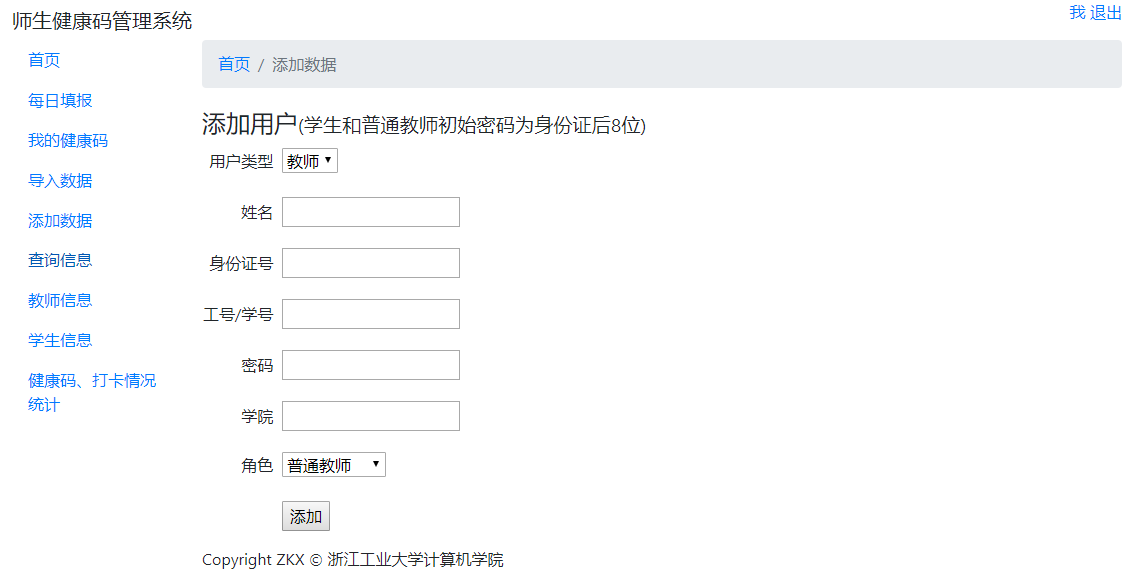 师生健康码管理系统
我 退出
首页
每日填报
我的健康码
导入数据
添加数据
查询信息
教师信息
学生信息
健康码、打卡情况
统计
首页 / 添加数据
添加用户(学生和普通教师初始密码为身份证后8位)
用户类型 教师
姓名
身份证号
工号/学号
密码
学院
角色 普通教师
添加
Copyright ZKX © 浙江工业大学计算机学院